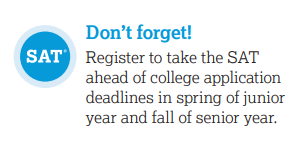 SAT®
Don't forget!
Register to take the SAT
ahead of college application
deadlines in spring of junior
year and fall of senior year.